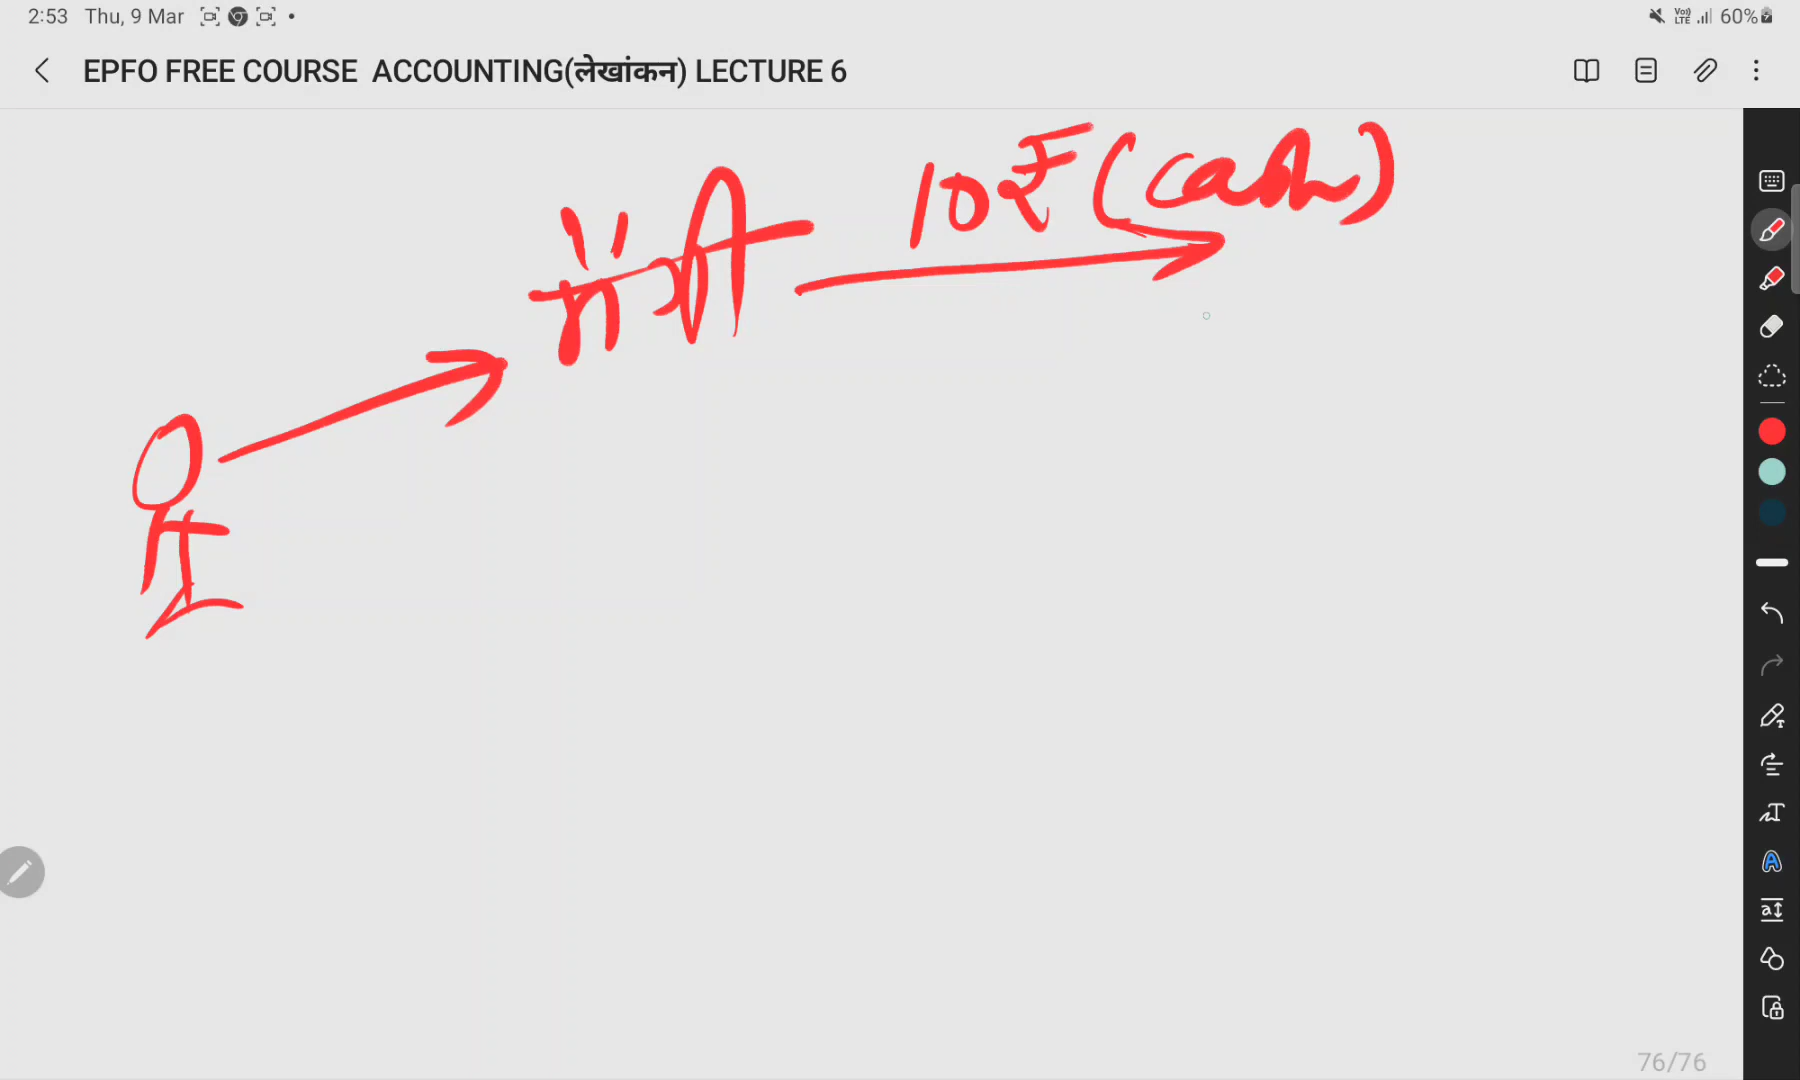 2:53 Thu, 9 Mar
60%
EPFO FREE COURSE ACCOUNTING(लेखांकन) LECTURE 6
10₹ (cash)
76/76